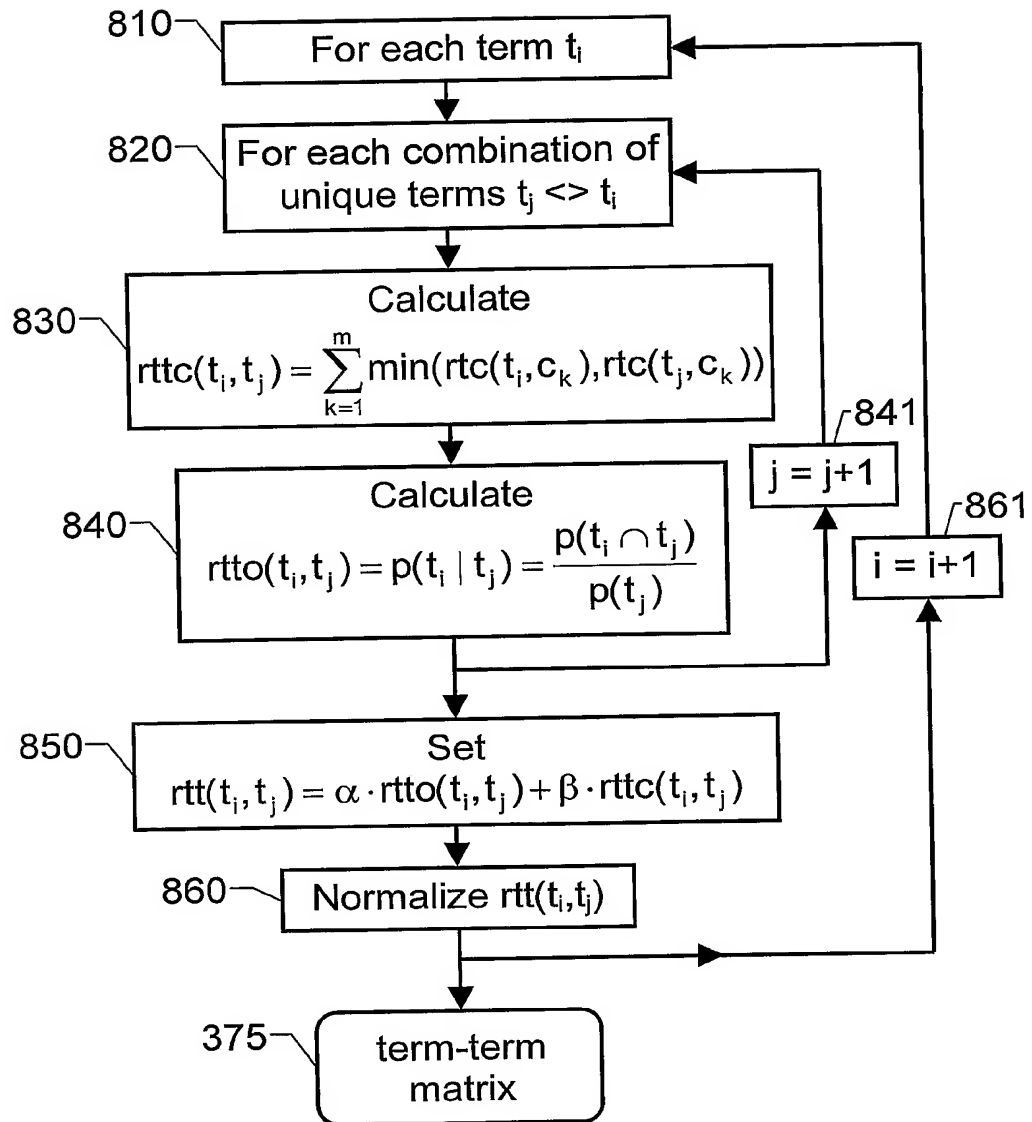 810
For each term tᵢ
820
For each combination of
unique terms tⱼ <> tᵢ
830
Calculate
rttc(tᵢ,tⱼ) = ∑ₖ₌₁ᵐ min(rtc(tᵢ,cₖ),rtc(tⱼ,cₖ))
841
j = j+1
840
Calculate
rtto(tᵢ,tⱼ) = p(tᵢ | tⱼ) = p(tᵢ ∩ tⱼ) / p(tⱼ)
861
i = i+1
850
Set
rtt(tᵢ,tⱼ) = α · rtto(tᵢ,tⱼ) + β · rttc(tᵢ,tⱼ)
860
Normalize rtt(tᵢ,tⱼ)
375
term-term
matrix